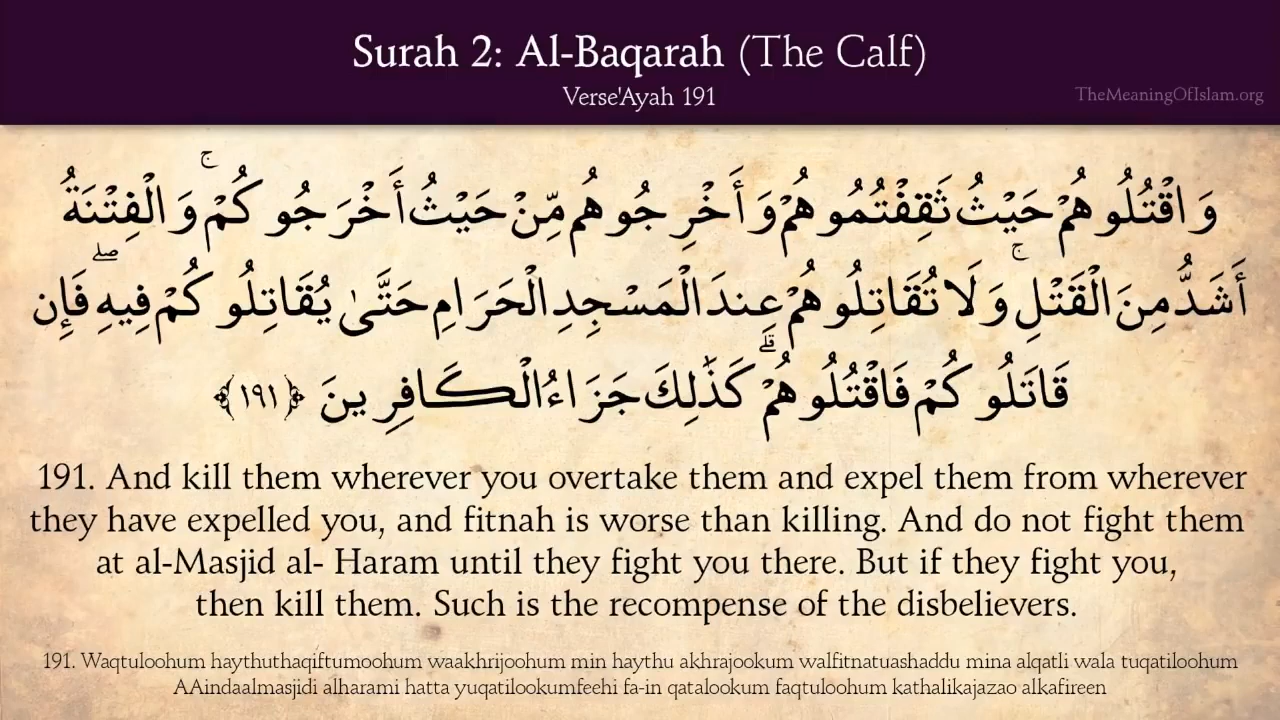 Surah 2: Al-Baqarah (The Calf)
Verse'Ayah 191
TheMeaningOfIslam.org
وَاقْتُلُوهُمْ حَيْثُ ثَقِفْتُمُوهُمْ وَأَخْرِجُوهُم مِّنْ حَيْثُ أَخْرَجُوكُمْ ۚ وَالْفِتْنَةُ
أَشَدُّ مِنَ الْقَتْلِ ۚ وَلَا تُقَاتِلُوهُمْ عِندَ الْمَسْجِدِ الْحَرَامِ حَتَّىٰ يُقَاتِلُوكُمْ فِيهِ ۖ فَإِن
قَاتَلُوكُمْ فَاقْتُلُوهُمْ ۗ كَذَٰلِكَ جَزَاءُ الْكَافِرِينَ ﴿١٩١﴾
191. And kill them wherever you overtake them and expel them from wherever
they have expelled you, and fitnah is worse than killing. And do not fight them
at al-Masjid al- Haram until they fight you there. But if they fight you,
then kill them. Such is the recompense of the disbelievers.
191. Waqtuloohum haythuthaqiftumoohum waakhrijoohum min haythu akhrajookum walfitnatuashaddu mina alqatli wala tuqatiloohum
AAindaalmasjidi alharami hatta yuqatilookumfeehi fa-in qatalookum faqtuloohum kathalikajazao alkafireen